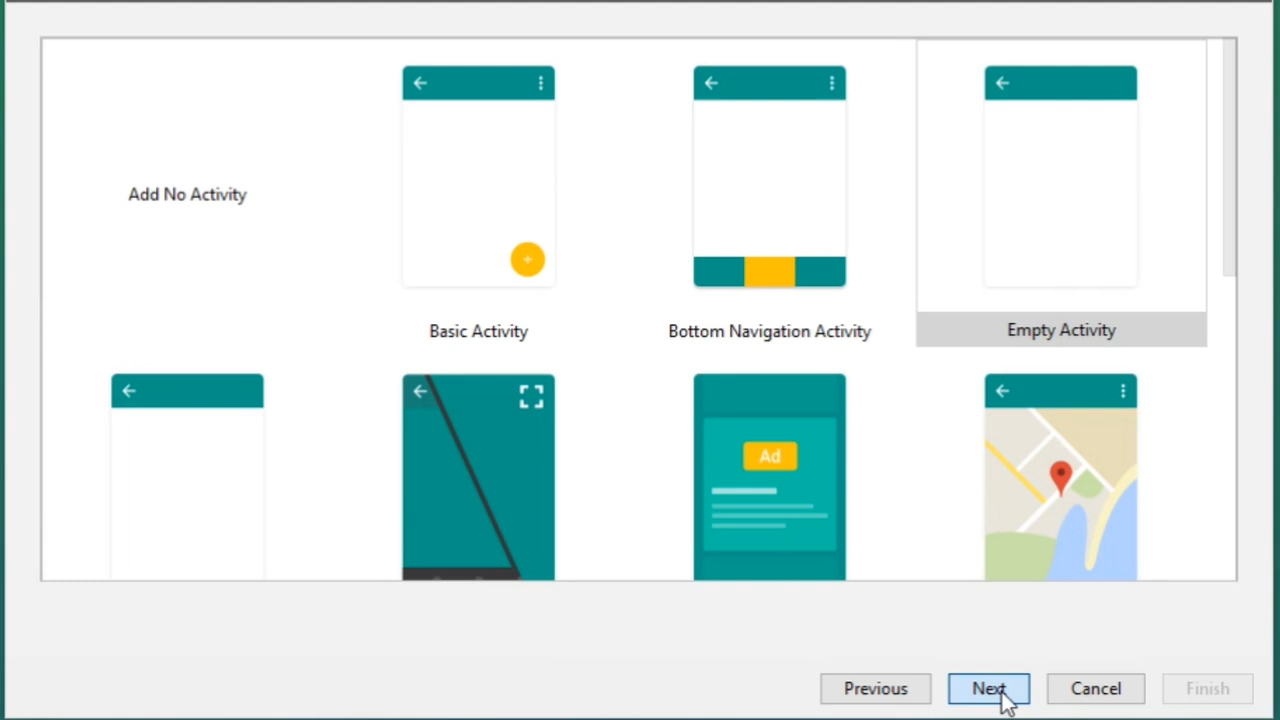 Add No Activity
Basic Activity
Bottom Navigation Activity
Empty Activity
Ad
Previous
Next
Cancel
Finish